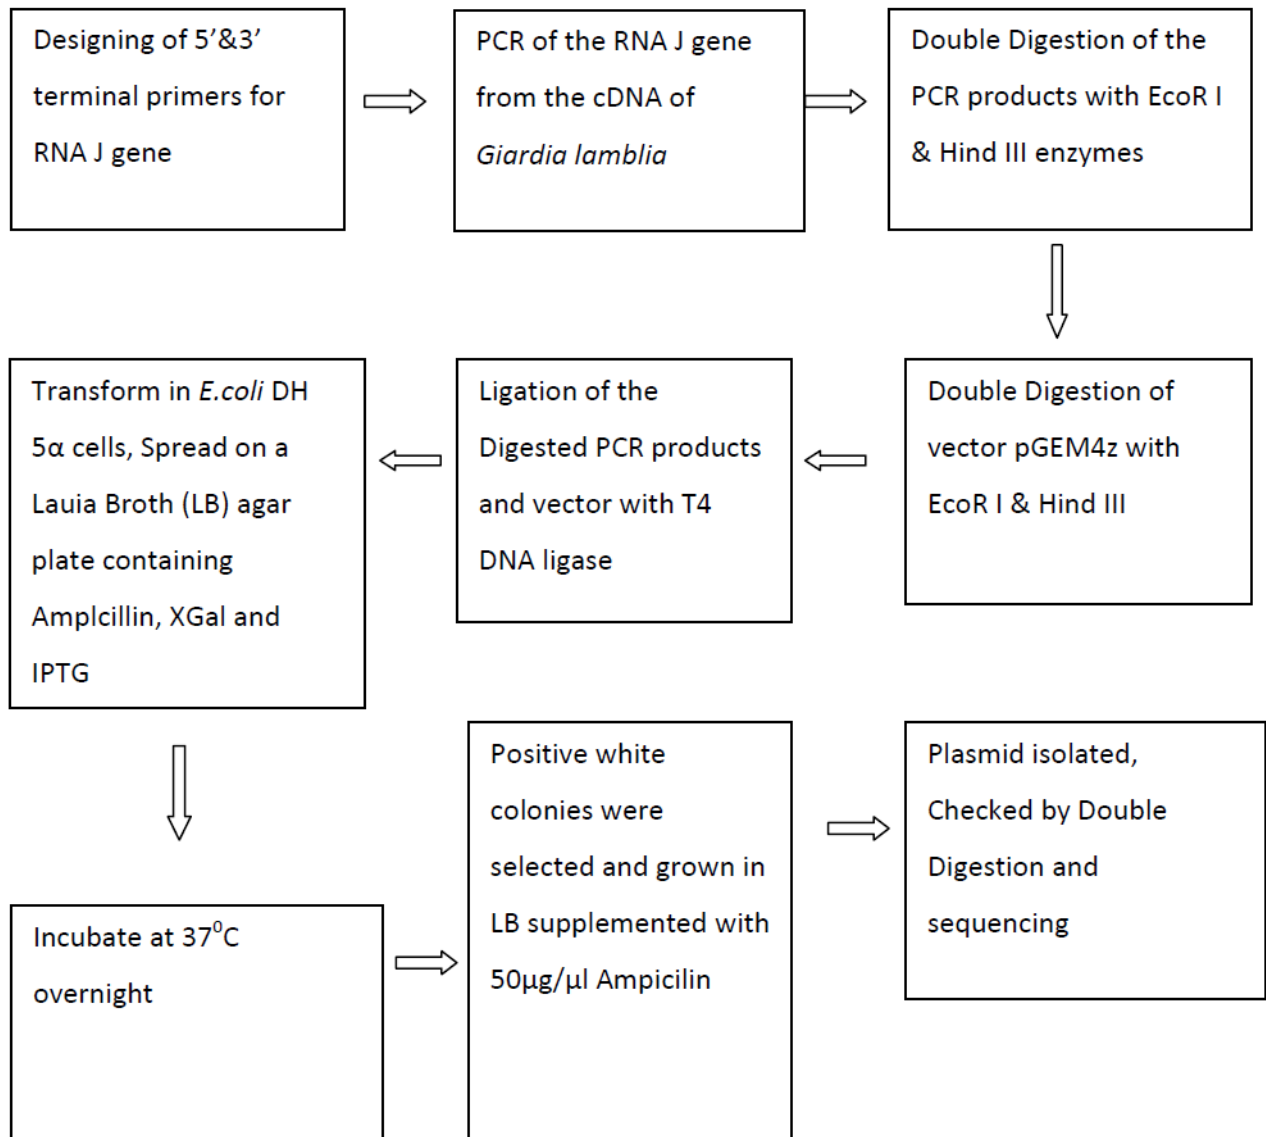 Designing of 5’&3’
terminal primers for
RNA J gene
PCR of the RNA J gene
from the cDNA of
Giardia lamblia
Double Digestion of the
PCR products with EcoR I
& Hind III enzymes
Double Digestion of
vector pGEM4z with
EcoR I & Hind III
Ligation of the
Digested PCR products
and vector with T4
DNA ligase
Transform in E.coli DH
5α cells, Spread on a
Lauia Broth (LB) agar
plate containing
Amplcillin, XGal and
IPTG
Incubate at 37⁰C
overnight
Positive white
colonies were
selected and grown in
LB supplemented with
50µg/µl Ampicilin
Plasmid isolated,
Checked by Double
Digestion and
sequencing